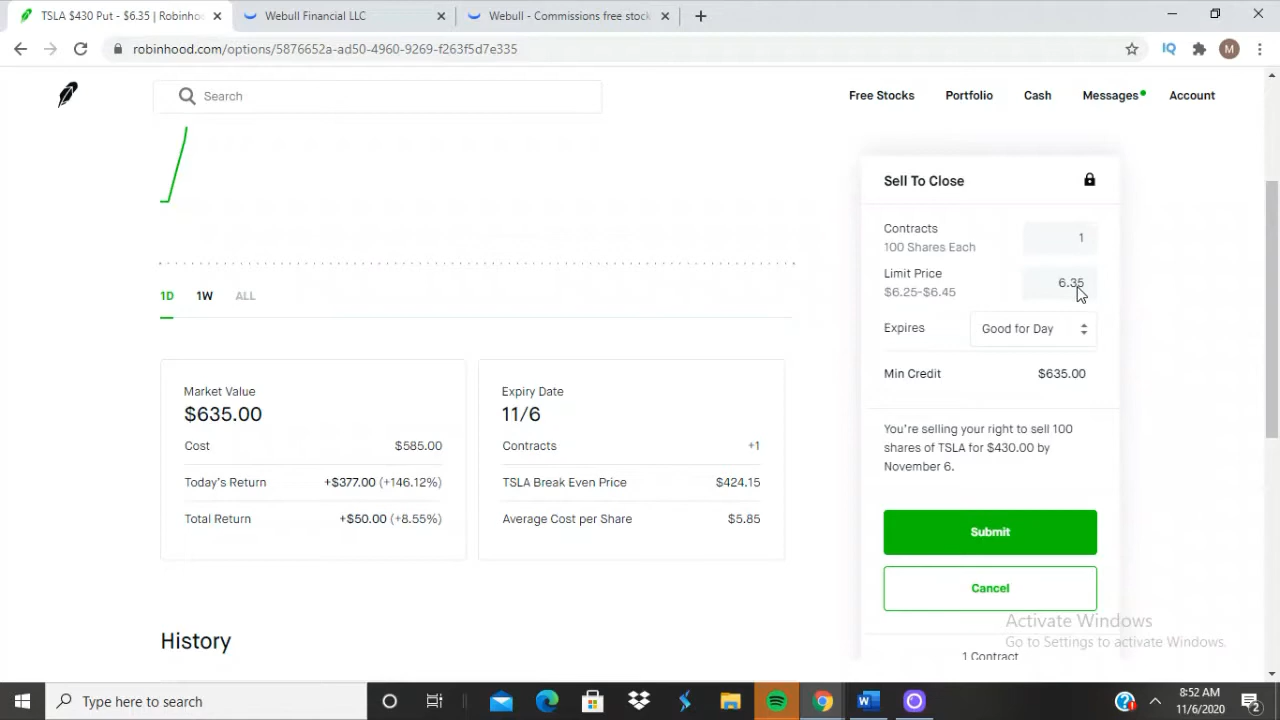 TSLA $430 Put - $6.35 | Robinhood
Webull Financial LLC
Webull - Commissions free stock
robinhood.com/options/5876652a-ad50-4960-9269-f263f5d7e335
IQ
M
Search
Free Stocks
Portfolio
Cash
Messages
Account
Sell To Close
Contracts
1
100 Shares Each
Limit Price
6.35
$6.25-$6.45
1D
1W
ALL
Expires
Good for Day
Min Credit
$635.00
Market Value
$635.00
Cost
$585.00
Today's Return
+$377.00 (+146.12%)
Total Return
+$50.00 (+8.55%)
Expiry Date
11/6
Contracts
+1
TSLA Break Even Price
$424.15
Average Cost per Share
$5.85
You're selling your right to sell 100
shares of TSLA for $430.00 by
November 6.
Submit
Cancel
Activate Windows
Go to Settings to activate Windows.
1 Contract
History
Type here to search
8:52 AM
11/6/2020
2